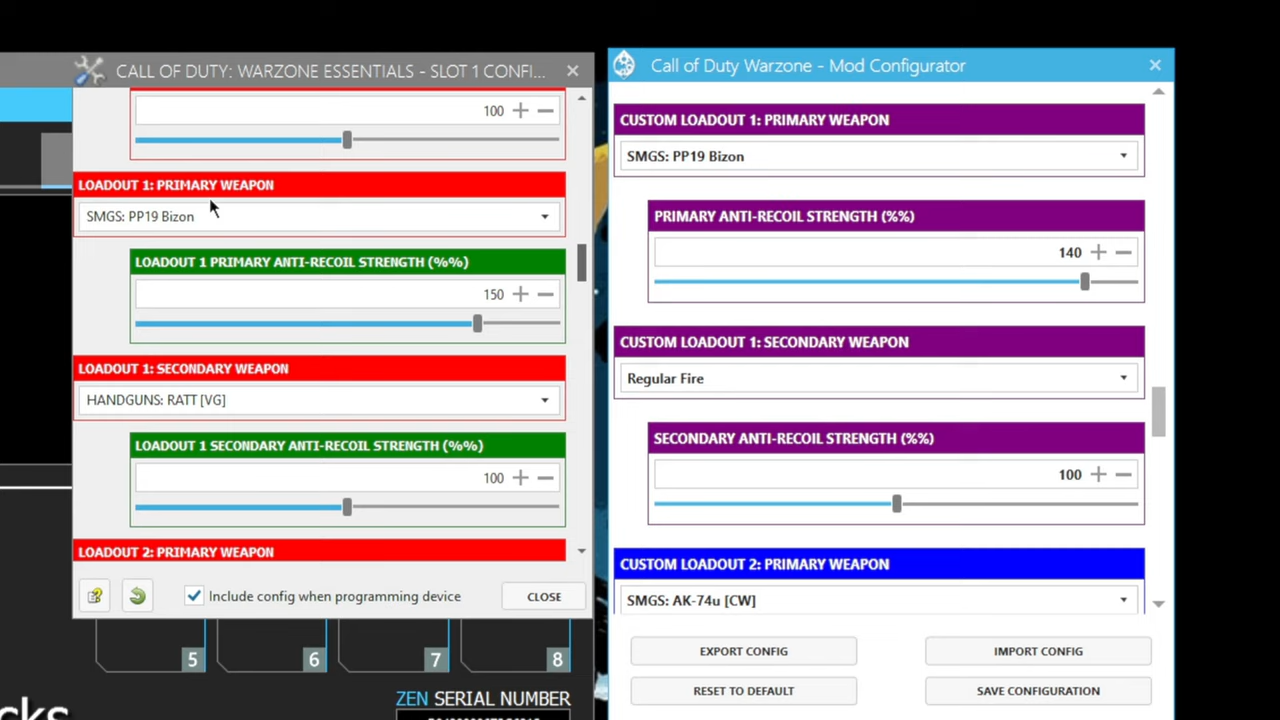 CALL OF DUTY: WARZONE ESSENTIALS - SLOT 1 CONFI...
100
LOADOUT 1: PRIMARY WEAPON
SMGS: PP19 Bizon
LOADOUT 1 PRIMARY ANTI-RECOIL STRENGTH (%%)
150
LOADOUT 1: SECONDARY WEAPON
HANDGUNS: RATT [VG]
LOADOUT 1 SECONDARY ANTI-RECOIL STRENGTH (%%)
100
LOADOUT 2: PRIMARY WEAPON
Include config when programming device
CLOSE
5 6 7 8
ZEN SERIAL NUMBER
Call of Duty Warzone - Mod Configurator
CUSTOM LOADOUT 1: PRIMARY WEAPON
SMGS: PP19 Bizon
PRIMARY ANTI-RECOIL STRENGTH (%%)
140
CUSTOM LOADOUT 1: SECONDARY WEAPON
Regular Fire
SECONDARY ANTI-RECOIL STRENGTH (%%)
100
CUSTOM LOADOUT 2: PRIMARY WEAPON
SMGS: AK-74u [CW]
EXPORT CONFIG
IMPORT CONFIG
RESET TO DEFAULT
SAVE CONFIGURATION